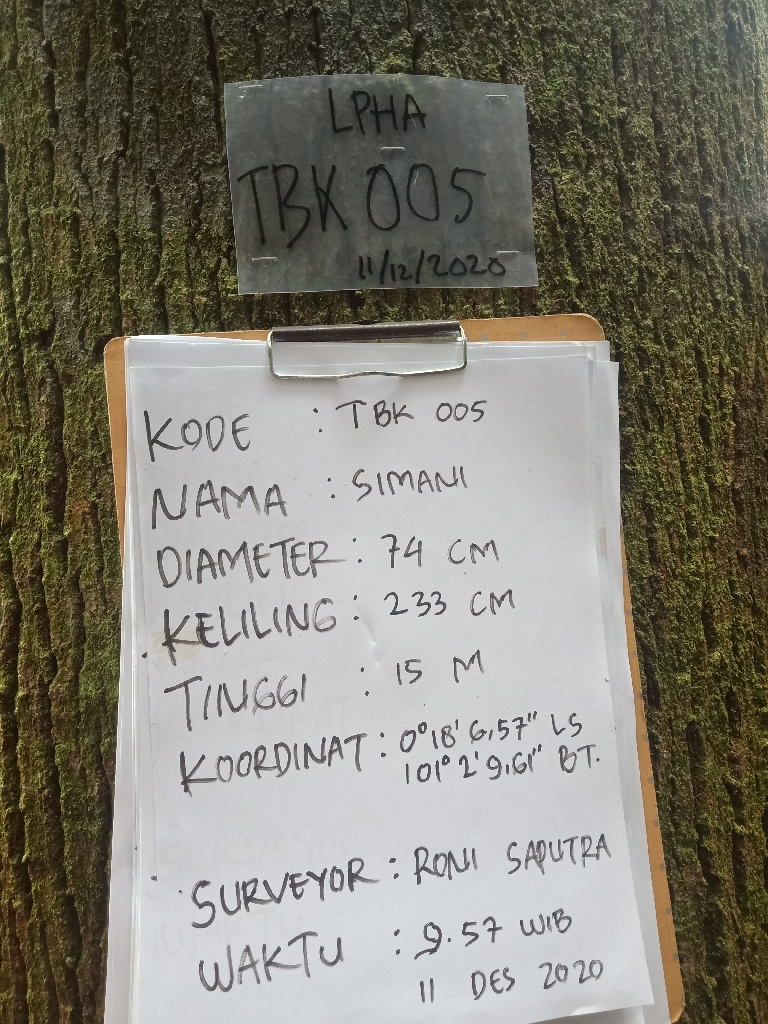 LPHA
TBK 005
11/12/2020
KODE : TBK 005
NAMA : SIMANI
DIAMETER : 74 CM
KELILING : 233 CM
TINGGI : 15 M
KOORDINAT : 0°18'6,57" LS
101°2'9,61" BT.
SURVEYOR : RONI SAPUTRA
WAKTU : 9.57 WIB
11 DES 2020